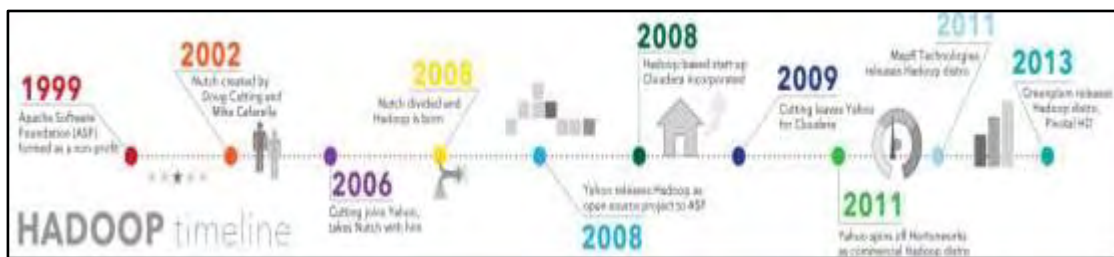 1999
Apache Software
Foundation (ASF)
formed as a non-profit
2002
Nutch created by
Doug Cutting and
Mike Cafarella
2006
Cutting joins Yahoo,
takes Nutch with him
2008
Nutch divided and
Hadoop is born
Yahoo releases Hadoop as
open source project to ASF
2008
2008
Hadoop based start-up
Cloudera incorporated
2009
Cutting leaves Yahoo
for Cloudera
2011
Yahoo spins off Hortonworks
as commercial Hadoop distro
2011
MapR Technologies
releases Hadoop distro
2013
Greenplum releases
Hadoop distro,
Pivotal HD
HADOOP timeline